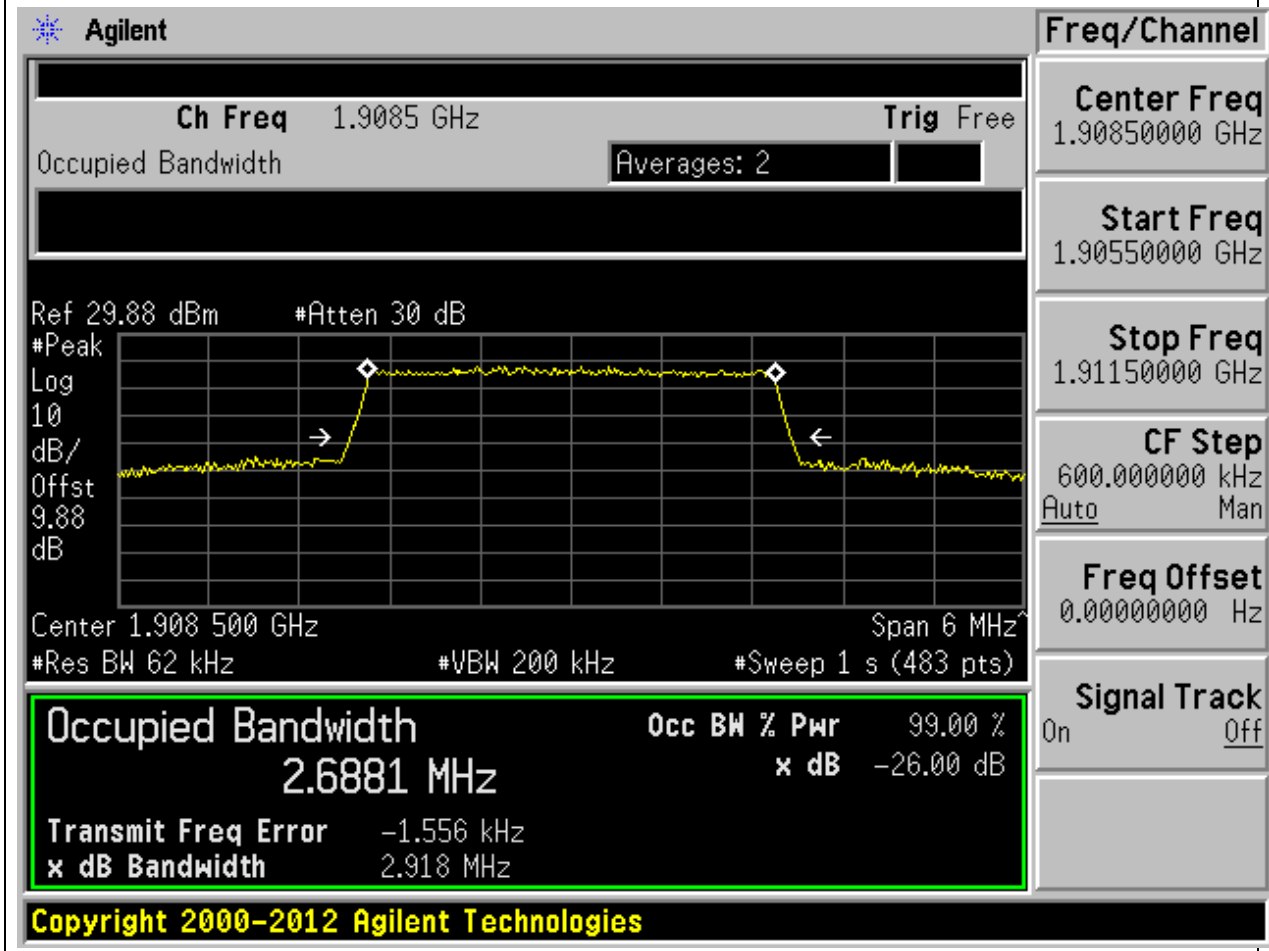 Agilent
Freq/Channel
Ch Freq 1.9085 GHz Trig Free
Occupied Bandwidth Averages: 2
Center Freq
1.90850000 GHz
Start Freq
1.90550000 GHz
Stop Freq
1.91150000 GHz
CF Step
600.000000 kHz
Auto Man
Freq Offset
0.00000000 Hz
Signal Track
On Off
Ref 29.88 dBm #Atten 30 dB
#Peak
Log
10
dB/
Offst
9.88
dB
Center 1.908 500 GHz Span 6 MHz^
#Res BW 62 kHz #VBW 200 kHz #Sweep 1 s (483 pts)
Occupied Bandwidth
2.6881 MHz
Occ BW % Pwr 99.00 %
x dB -26.00 dB
Transmit Freq Error -1.556 kHz
x dB Bandwidth 2.918 MHz
Copyright 2000-2012 Agilent Technologies